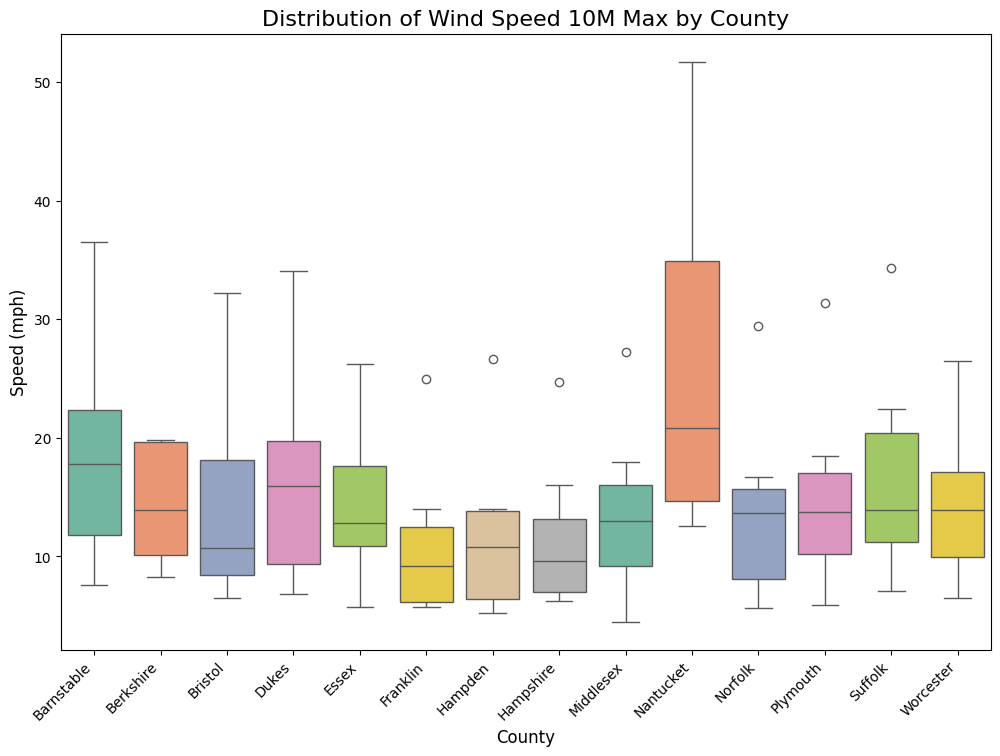 Distribution of Wind Speed 10M Max by County
Speed (mph)
50
40
30
20
10
Barnstable
Berkshire
Bristol
Dukes
Essex
Franklin
Hampden
Hampshire
Middlesex
Nantucket
Norfolk
Plymouth
Suffolk
Worcester
County